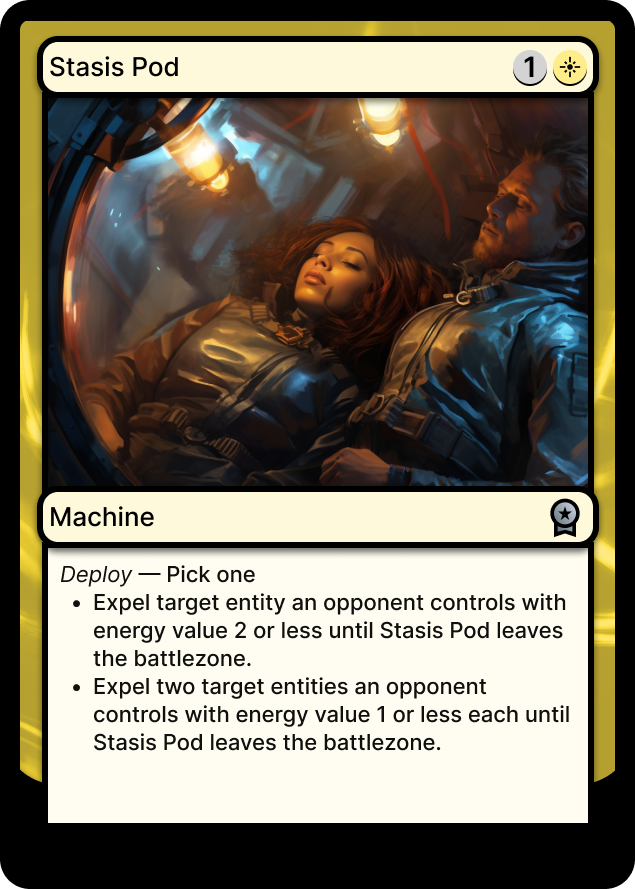 Stasis Pod 1
Machine
Deploy — Pick one
• Expel target entity an opponent controls with
energy value 2 or less until Stasis Pod leaves
the battlezone.
• Expel two target entities an opponent
controls with energy value 1 or less each until
Stasis Pod leaves the battlezone.